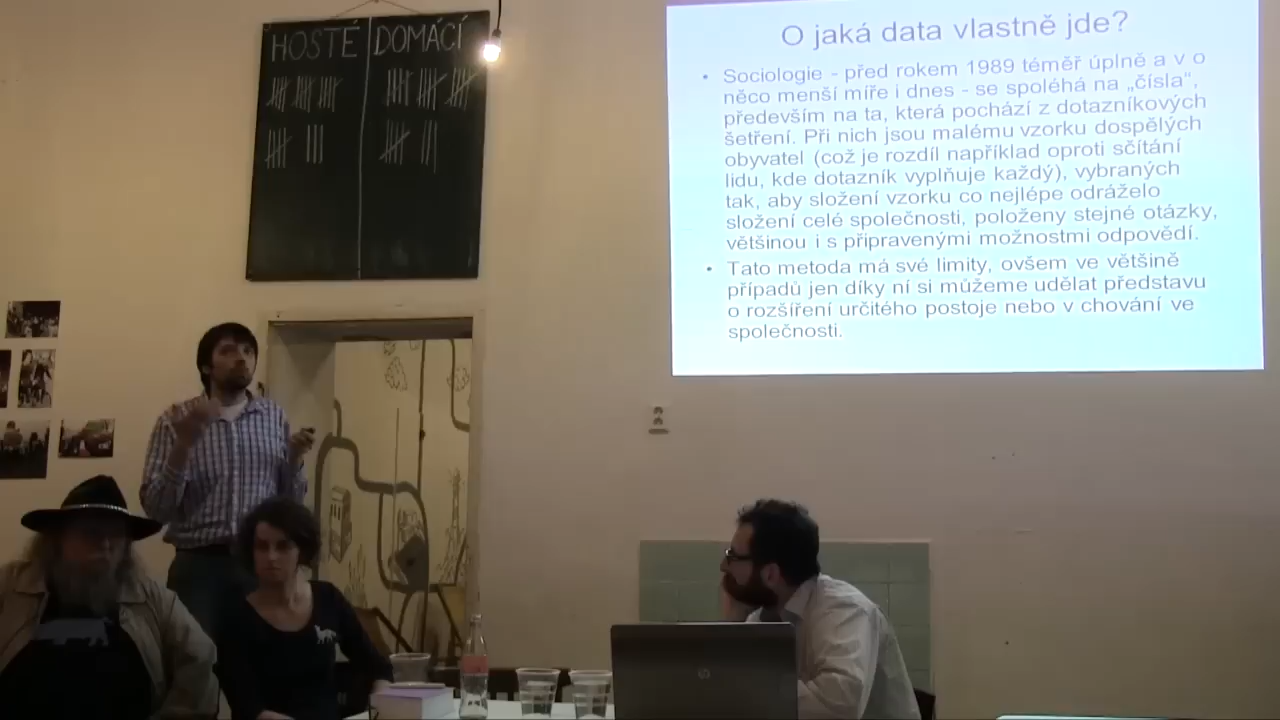 HOSTÉ DOMÁCÍ
O jaká data vlastně jde?
• Sociologie - před rokem 1989 téměř úplně a v o
něco menší míře i dnes - se spoléhá na „čísla“,
především na ta, která pochází z dotazníkových
šetření. Při nich jsou malému vzorku dospělých
obyvatel (což je rozdíl například oproti sčítání
lidu, kde dotazník vyplňuje každý), vybraných
tak, aby složení vzorku co nejlépe odráželo
složení celé společnosti, položeny stejné otázky,
většinou i s připravenými možnostmi odpovědí.
• Tato metoda má své limity, ovšem ve většině
případů jen díky ní si můžeme udělat představu
o rozšíření určitého postoje nebo v chování ve
společnosti.
hp